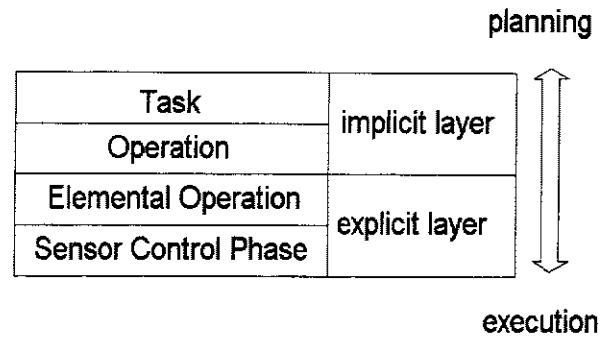 planning
Task
implicit layer
Operation
Elemental Operation
explicit layer
Sensor Control Phase
execution